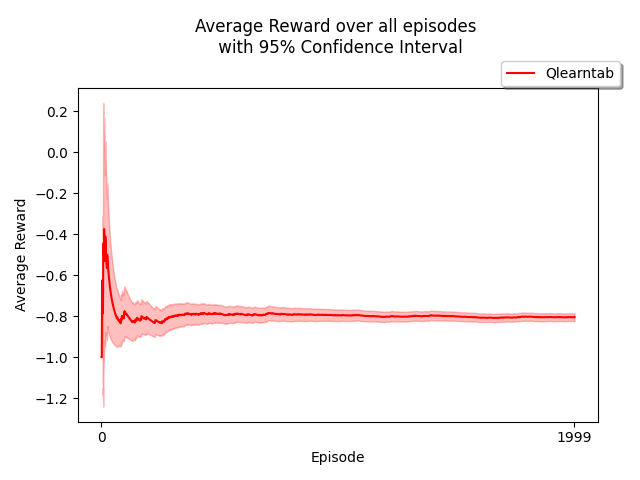 Average Reward over all episodes
with 95% Confidence Interval
Qlearntab
0.2
0.0
−0.2
−0.4
−0.6
−0.8
−1.0
−1.2
Average Reward
0
1999
Episode